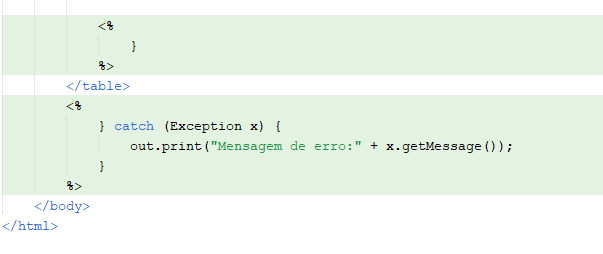 <%
}
%>
</table>
<%
} catch (Exception x) {
out.print("Mensagem de erro:" + x.getMessage());
}
%>
</body>
</html>